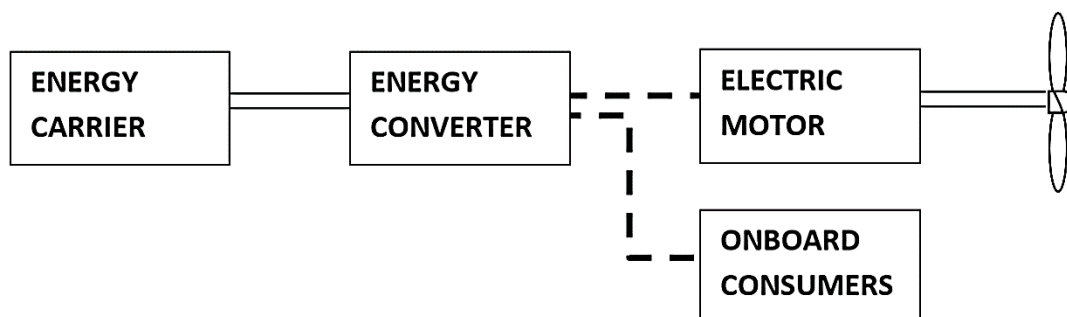 ENERGY
CARRIER
ENERGY
CONVERTER
ELECTRIC
MOTOR
ONBOARD
CONSUMERS